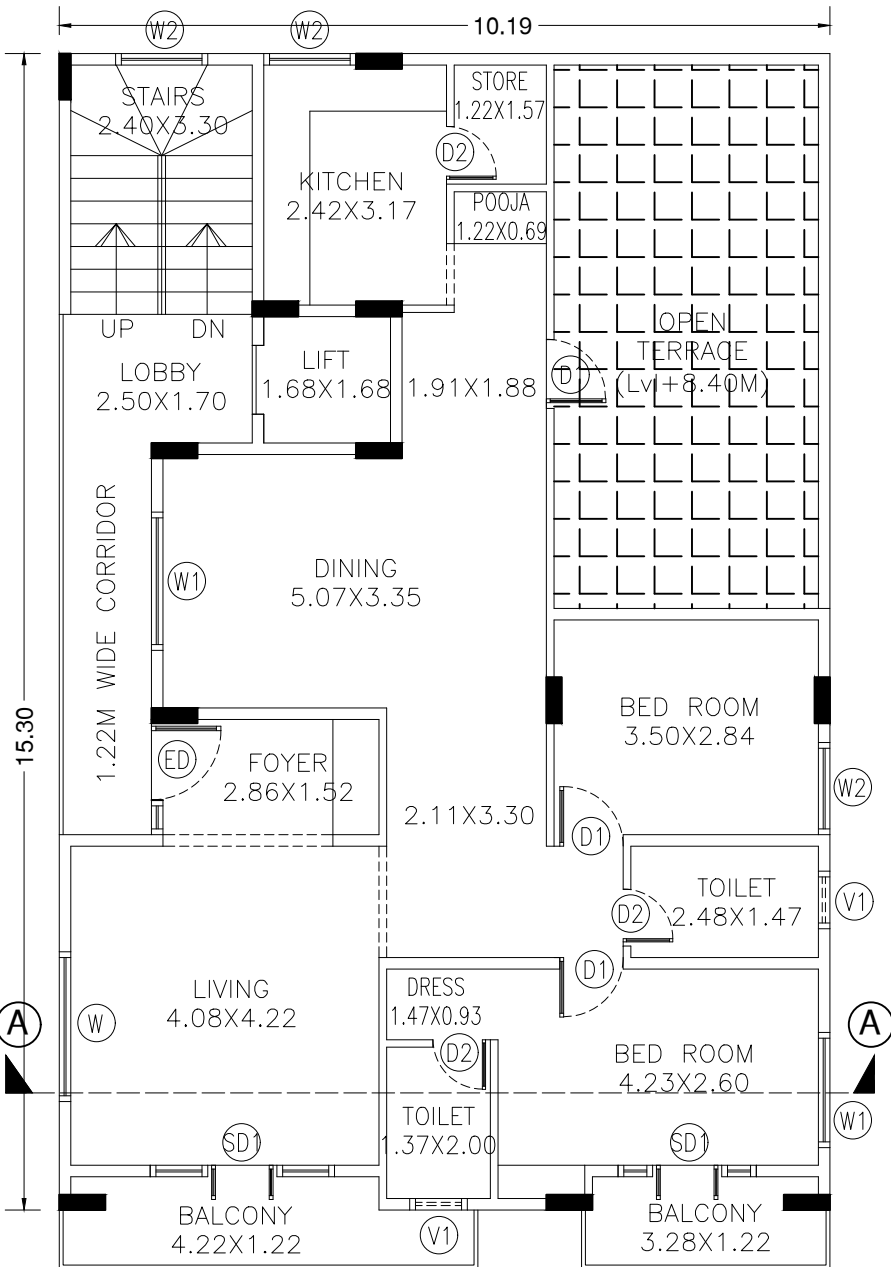 10.19
W2
W2
STAIRS
2.40X3.30
STORE
1.22X1.57
D2
KITCHEN
2.42X3.17
POOJA
1.22X0.69
UP
DN
LOBBY
2.50X1.70
LIFT
1.68X1.68
1.91X1.88
D
OPEN
TERRACE
(Lvl+8.40M)
1.22M WIDE CORRIDOR
W1
DINING
5.07X3.35
15.30
BED ROOM
3.50X2.84
ED
FOYER
2.86X1.52
W2
2.11X3.30
D1
TOILET
2.48X1.47
V1
D2
D1
LIVING
4.08X4.22
DRESS
1.47X0.93
A
W
D2
BED ROOM
4.23X2.60
A
TOILET
1.37X2.00
W1
SD1
SD1
BALCONY
4.22X1.22
V1
BALCONY
3.28X1.22